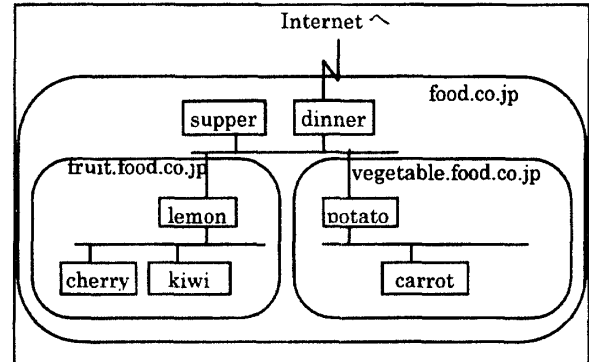 Internet へ
food.co.jp
supper dinner
fruit.food.co.jp vegetable.food.co.jp
lemon potato
cherry kiwi carrot